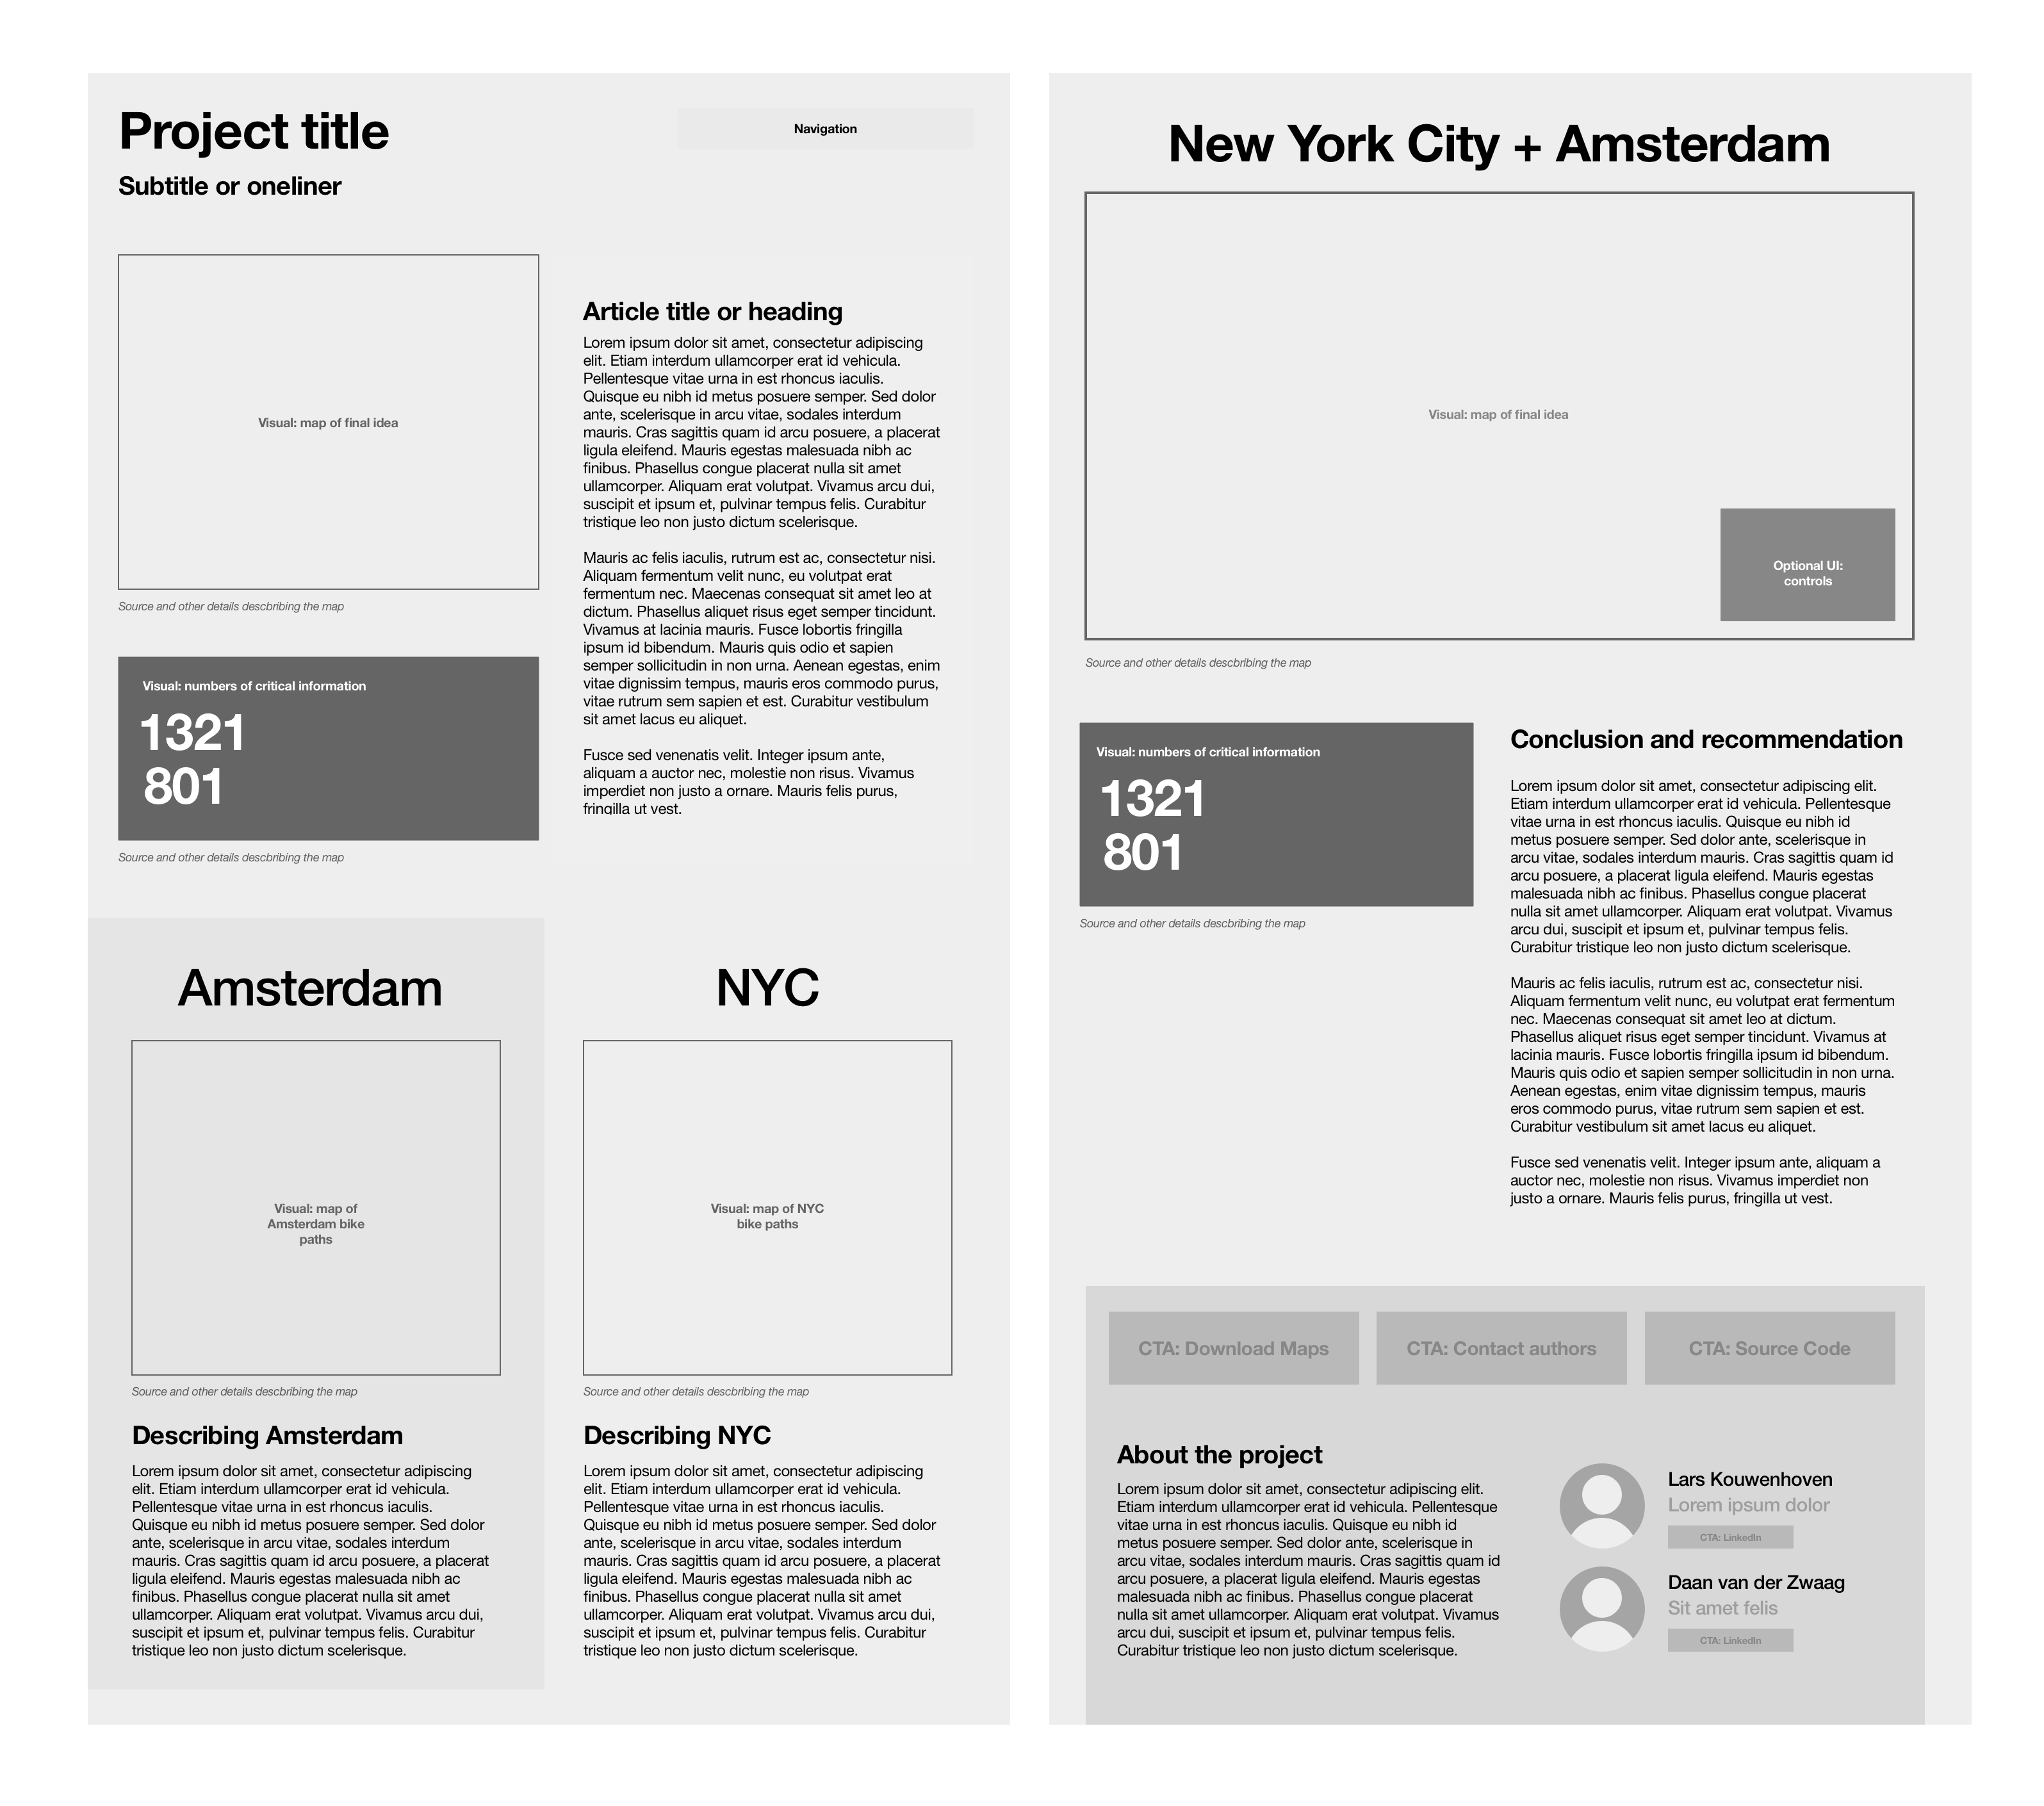 Project title
Navigation
Subtitle or oneliner
Visual: map of final idea
Source and other details descbribing the map
Visual: numbers of critical information
1321
801
Source and other details descbribing the map
Article title or heading
Lorem ipsum dolor sit amet, consectetur adipiscing
elit. Etiam interdum ullamcorper erat id vehicula.
Pellentesque vitae urna in est rhoncus iaculis.
Quisque eu nibh id metus posuere semper. Sed dolor
ante, scelerisque in arcu vitae, sodales interdum
mauris. Cras sagittis quam id arcu posuere, a placerat
ligula eleifend. Mauris egestas malesuada nibh ac
finibus. Phasellus congue placerat nulla sit amet
ullamcorper. Aliquam erat volutpat. Vivamus arcu dui,
suscipit et ipsum et, pulvinar tempus felis. Curabitur
tristique leo non justo dictum scelerisque.
Mauris ac felis iaculis, rutrum est ac, consectetur nisi.
Aliquam fermentum velit nunc, eu volutpat erat
fermentum nec. Maecenas consequat sit amet leo at
dictum. Phasellus aliquet risus eget semper tincidunt.
Vivamus at lacinia mauris. Fusce lobortis fringilla
ipsum id bibendum. Mauris quis odio et sapien
semper sollicitudin in non urna. Aenean egestas, enim
vitae dignissim tempus, mauris eros commodo purus,
vitae rutrum sem sapien et est. Curabitur vestibulum
sit amet lacus eu aliquet.
Fusce sed venenatis velit. Integer ipsum ante,
aliquam a auctor nec, molestie non risus. Vivamus
imperdiet non justo a ornare. Mauris felis purus,
fringilla ut vest.
Amsterdam
Visual: map of
Amsterdam bike
paths
Source and other details descbribing the map
Describing Amsterdam
Lorem ipsum dolor sit amet, consectetur adipiscing
elit. Etiam interdum ullamcorper erat id vehicula.
Pellentesque vitae urna in est rhoncus iaculis.
Quisque eu nibh id metus posuere semper. Sed dolor
ante, scelerisque in arcu vitae, sodales interdum
mauris. Cras sagittis quam id arcu posuere, a placerat
ligula eleifend. Mauris egestas malesuada nibh ac
finibus. Phasellus congue placerat nulla sit amet
ullamcorper. Aliquam erat volutpat. Vivamus arcu dui,
suscipit et ipsum et, pulvinar tempus felis. Curabitur
tristique leo non justo dictum scelerisque.
NYC
Visual: map of NYC
bike paths
Source and other details descbribing the map
Describing NYC
Lorem ipsum dolor sit amet, consectetur adipiscing
elit. Etiam interdum ullamcorper erat id vehicula.
Pellentesque vitae urna in est rhoncus iaculis.
Quisque eu nibh id metus posuere semper. Sed dolor
ante, scelerisque in arcu vitae, sodales interdum
mauris. Cras sagittis quam id arcu posuere, a placerat
ligula eleifend. Mauris egestas malesuada nibh ac
finibus. Phasellus congue placerat nulla sit amet
ullamcorper. Aliquam erat volutpat. Vivamus arcu dui,
suscipit et ipsum et, pulvinar tempus felis. Curabitur
tristique leo non justo dictum scelerisque.
New York City + Amsterdam
Visual: map of final idea
Optional UI:
controls
Source and other details descbribing the map
Visual: numbers of critical information
1321
801
Source and other details descbribing the map
Conclusion and recommendation
Lorem ipsum dolor sit amet, consectetur adipiscing elit.
Etiam interdum ullamcorper erat id vehicula. Pellentesque
vitae urna in est rhoncus iaculis. Quisque eu nibh id
metus posuere semper. Sed dolor ante, scelerisque in
arcu vitae, sodales interdum mauris. Cras sagittis quam id
arcu posuere, a placerat ligula eleifend. Mauris egestas
malesuada nibh ac finibus. Phasellus congue placerat
nulla sit amet ullamcorper. Aliquam erat volutpat. Vivamus
arcu dui, suscipit et ipsum et, pulvinar tempus felis.
Curabitur tristique leo non justo dictum scelerisque.
Mauris ac felis iaculis, rutrum est ac, consectetur nisi.
Aliquam fermentum velit nunc, eu volutpat erat fermentum
nec. Maecenas consequat sit amet leo at dictum.
Phasellus aliquet risus eget semper tincidunt. Vivamus at
lacinia mauris. Fusce lobortis fringilla ipsum id bibendum.
Mauris quis odio et sapien semper sollicitudin in non urna.
Aenean egestas, enim vitae dignissim tempus, mauris
eros commodo purus, vitae rutrum sem sapien et est.
Curabitur vestibulum sit amet lacus eu aliquet.
Fusce sed venenatis velit. Integer ipsum ante, aliquam a
auctor nec, molestie non risus. Vivamus imperdiet non
justo a ornare. Mauris felis purus, fringilla ut vest.
CTA: Download Maps
CTA: Contact authors
CTA: Source Code
About the project
Lorem ipsum dolor sit amet, consectetur adipiscing elit.
Etiam interdum ullamcorper erat id vehicula. Pellentesque
vitae urna in est rhoncus iaculis. Quisque eu nibh id
metus posuere semper. Sed dolor ante, scelerisque in
arcu vitae, sodales interdum mauris. Cras sagittis quam id
arcu posuere, a placerat ligula eleifend. Mauris egestas
malesuada nibh ac finibus. Phasellus congue placerat
nulla sit amet ullamcorper. Aliquam erat volutpat. Vivamus
arcu dui, suscipit et ipsum et, pulvinar tempus felis.
Curabitur tristique leo non justo dictum scelerisque.
Lars Kouwenhoven
Lorem ipsum dolor
CTA: LinkedIn
Daan van der Zwaag
Sit amet felis
CTA: LinkedIn